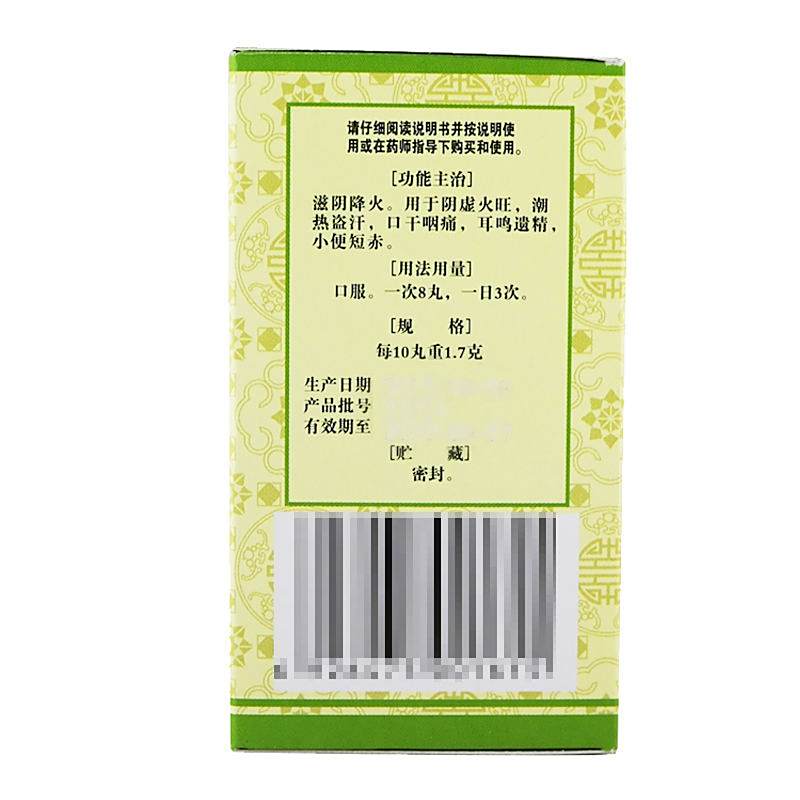 请仔细阅读说明书并按说明使
用或在药师指导下购买和使用。
[功能主治]
滋阴降火。用于阴虚火旺，潮
热盗汗，口干咽痛，耳鸣遗精，
小便短赤。
[用法用量]
口服。一次8丸，一日3次。
[规 格]
每10丸重1.7克
生产日期
产品批号
有效期至
[贮 藏]
密封。